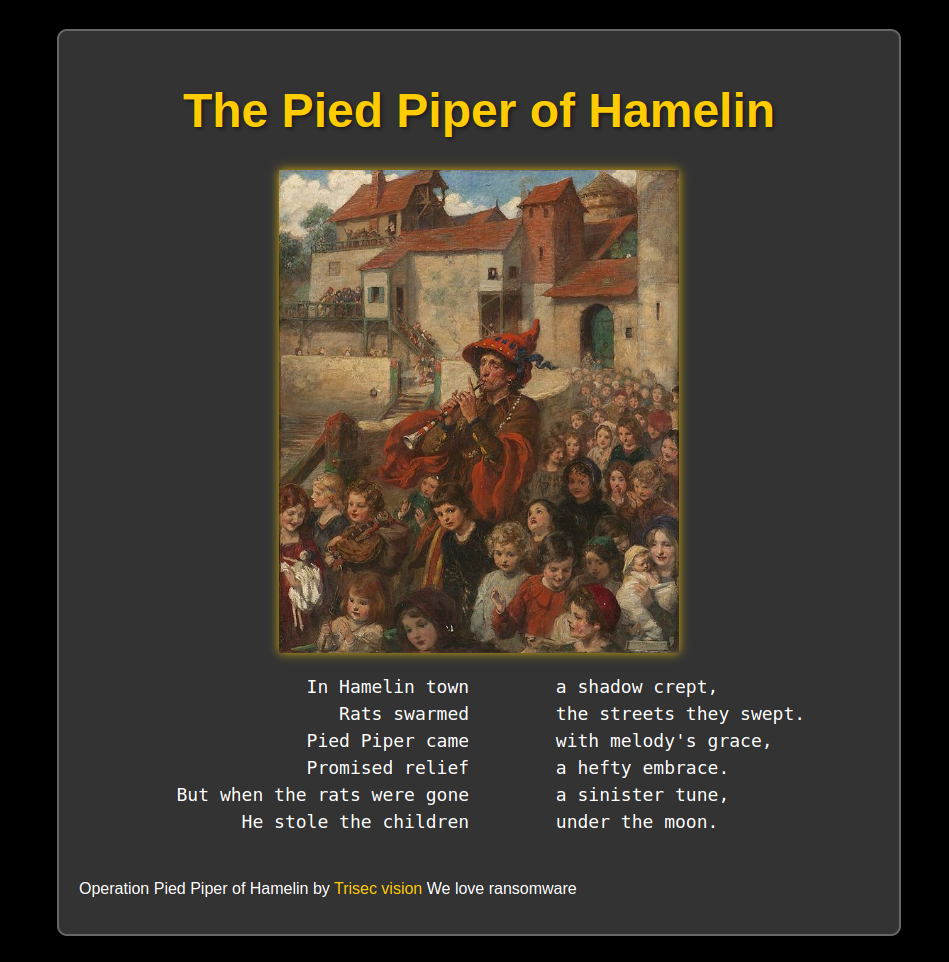 The Pied Piper of Hamelin
In Hamelin town a shadow crept,
Rats swarmed the streets they swept.
Pied Piper came with melody's grace,
Promised relief a hefty embrace.
But when the rats were gone a sinister tune,
He stole the children under the moon.
Operation Pied Piper of Hamelin by Trisec vision We love ransomware